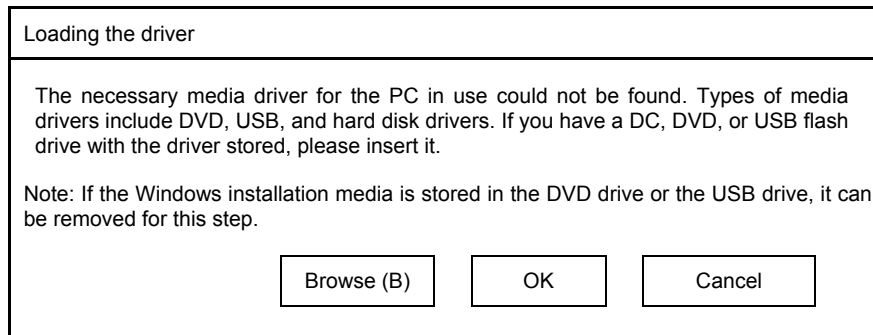 Loading the driver
The necessary media driver for the PC in use could not be found. Types of media
drivers include DVD, USB, and hard disk drivers. If you have a DC, DVD, or USB flash
drive with the driver stored, please insert it.
Note: If the Windows installation media is stored in the DVD drive or the USB drive, it can
be removed for this step.
Browse (B) OK Cancel